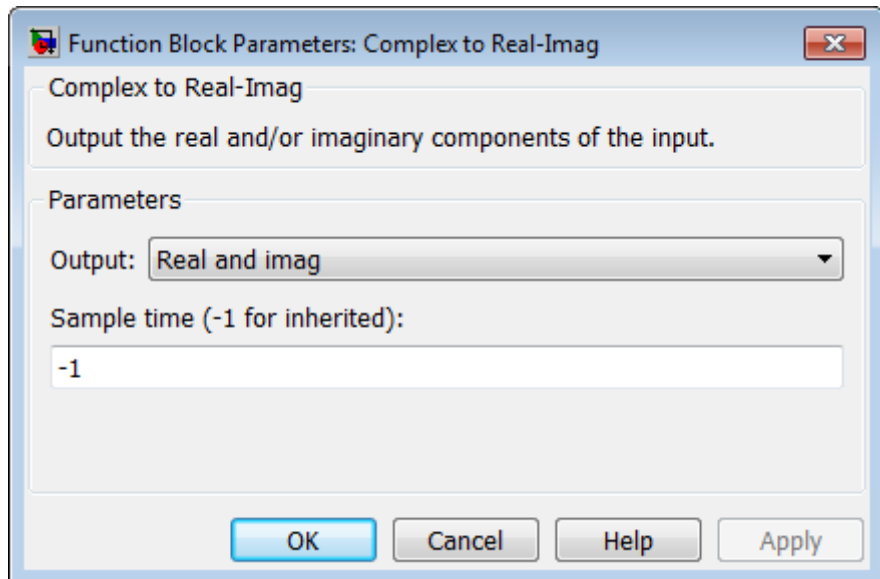 Function Block Parameters: Complex to Real-Imag
Complex to Real-Imag
Output the real and/or imaginary components of the input.
Parameters
Output: Real and imag
Sample time (-1 for inherited):
-1
OK Cancel Help Apply